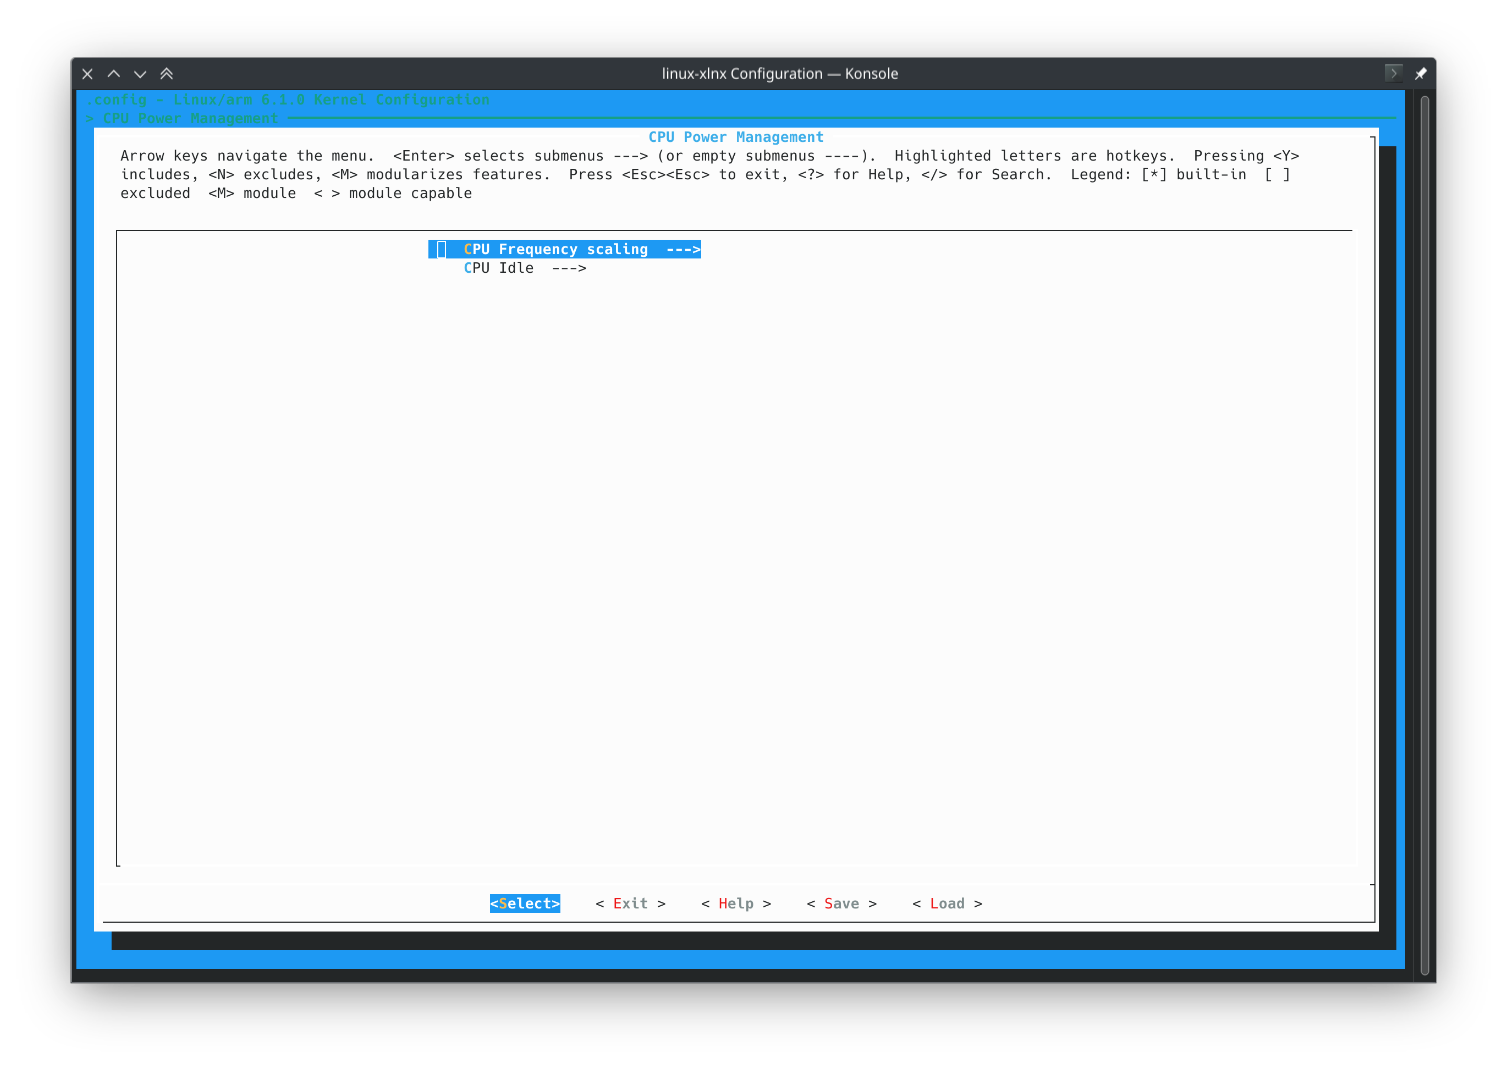 linux-xlnx Configuration — Konsole
.config - Linux/arm 6.1.0 Kernel Configuration
> CPU Power Management
CPU Power Management
Arrow keys navigate the menu.  <Enter> selects submenus ---> (or empty submenus ----).  Highlighted letters are hotkeys.  Pressing <Y>
includes, <N> excludes, <M> modularizes features.  Press <Esc><Esc> to exit, <?> for Help, </> for Search.  Legend: [*] built-in  [ ]
excluded  <M> module  < > module capable
CPU Frequency scaling  --->
CPU Idle  --->
<Select>    < Exit >    < Help >    < Save >    < Load >